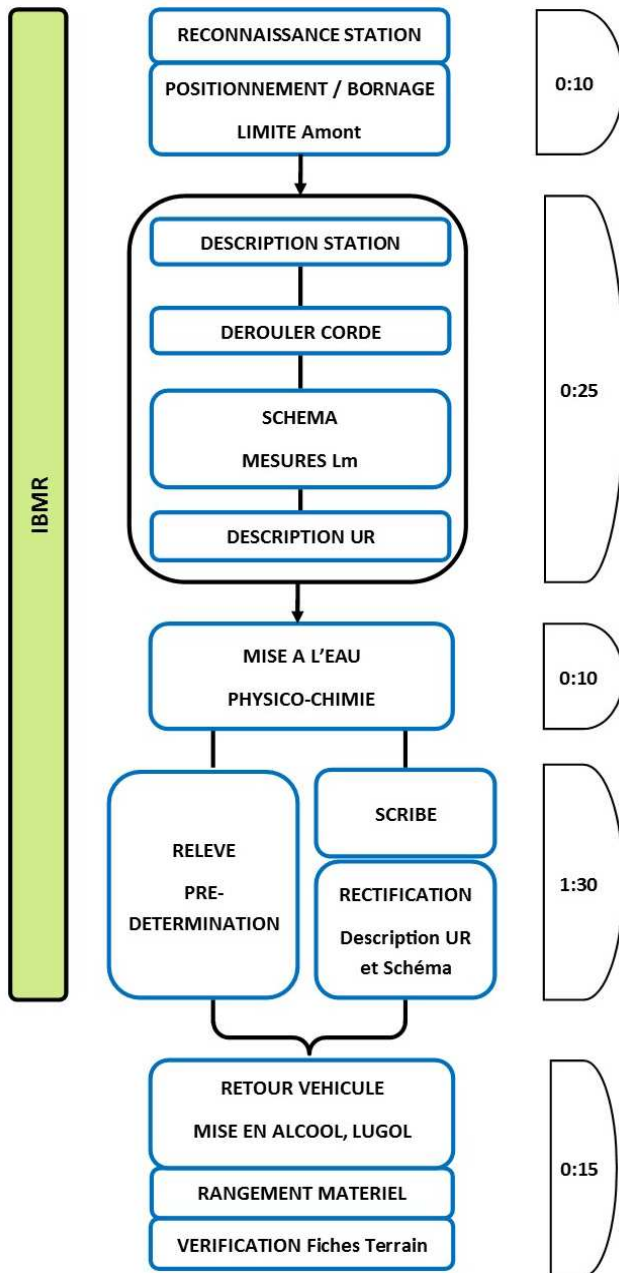 IBMR
RECONNAISSANCE STATION
POSITIONNEMENT / BORNAGE
LIMITE Amont
0:10
DESCRIPTION STATION
DEROULER CORDE
SCHEMA
MESURES Lm
DESCRIPTION UR
0:25
MISE A L'EAU
PHYSICO-CHIMIE
0:10
RELEVE
PRE-
DETERMINATION
SCRIBE
RECTIFICATION
Description UR
et Schéma
1:30
RETOUR VEHICULE
MISE EN ALCOOL, LUGOL
RANGEMENT MATERIEL
VERIFICATION Fiches Terrain
0:15